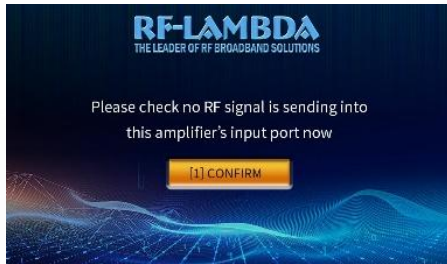 RF-LAMBDA
THE LEADER OF RF BROADBAND SOLUTIONS
Please check no RF signal is sending into
this amplifier's input port now
[1] CONFIRM